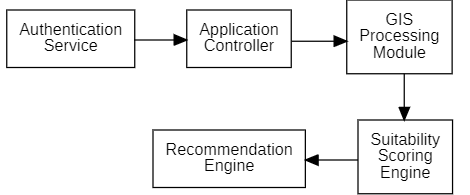 Authentication
Service
Application
Controller
GIS
Processing
Module
Suitability
Scoring
Engine
Recommendation
Engine